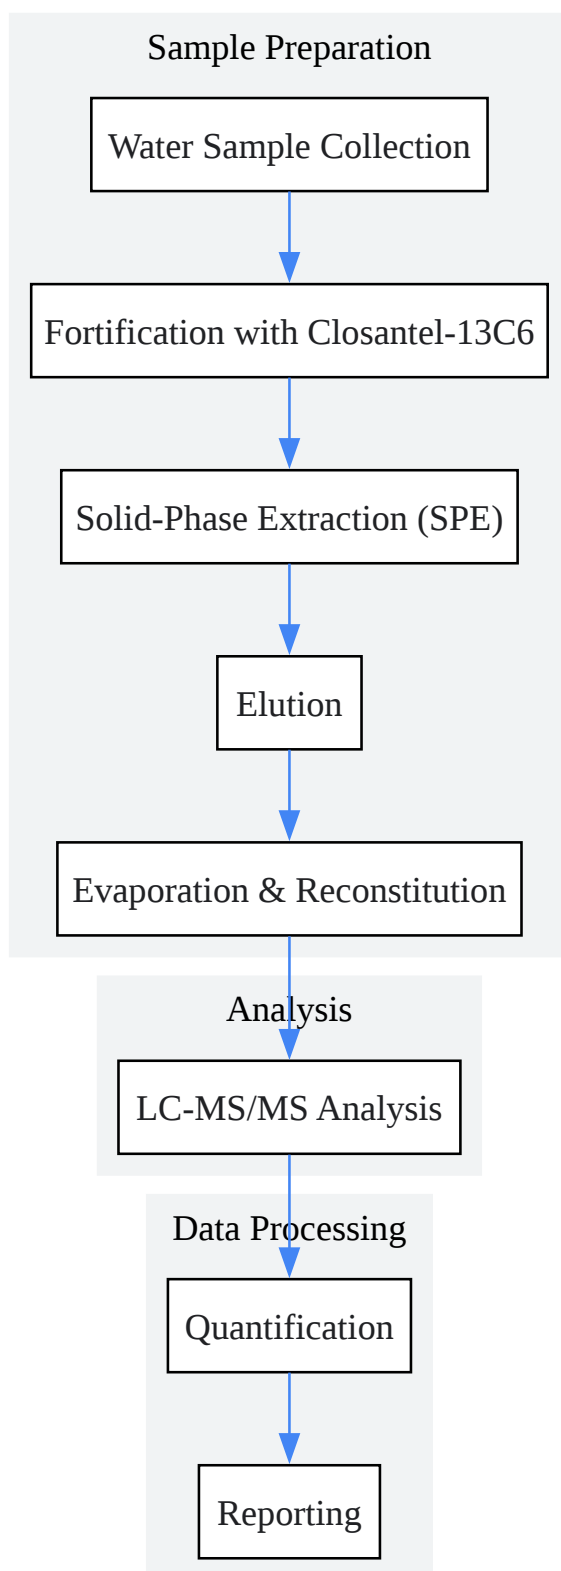 Sample Preparation
Water Sample Collection
Fortification with Closantel-13C6
Solid-Phase Extraction (SPE)
Elution
Evaporation & Reconstitution
Analysis
LC-MS/MS Analysis
Data Processing
Quantification
Reporting